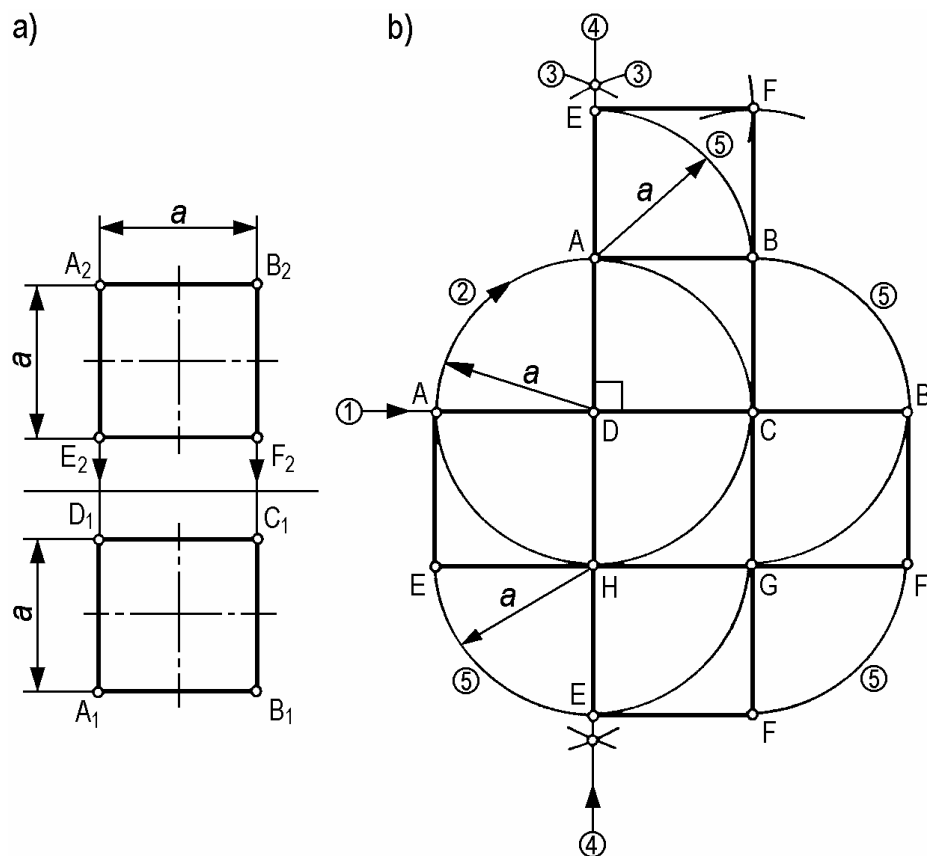 a)
b)
④
③ ③
E F
⑤
a
a
A₂ B₂
A B
② ⑤
a
a
① A D C B
E₂ F₂
D₁ C₁
E H G F
a
a
⑤ ⑤
A₁ B₁
E F
④